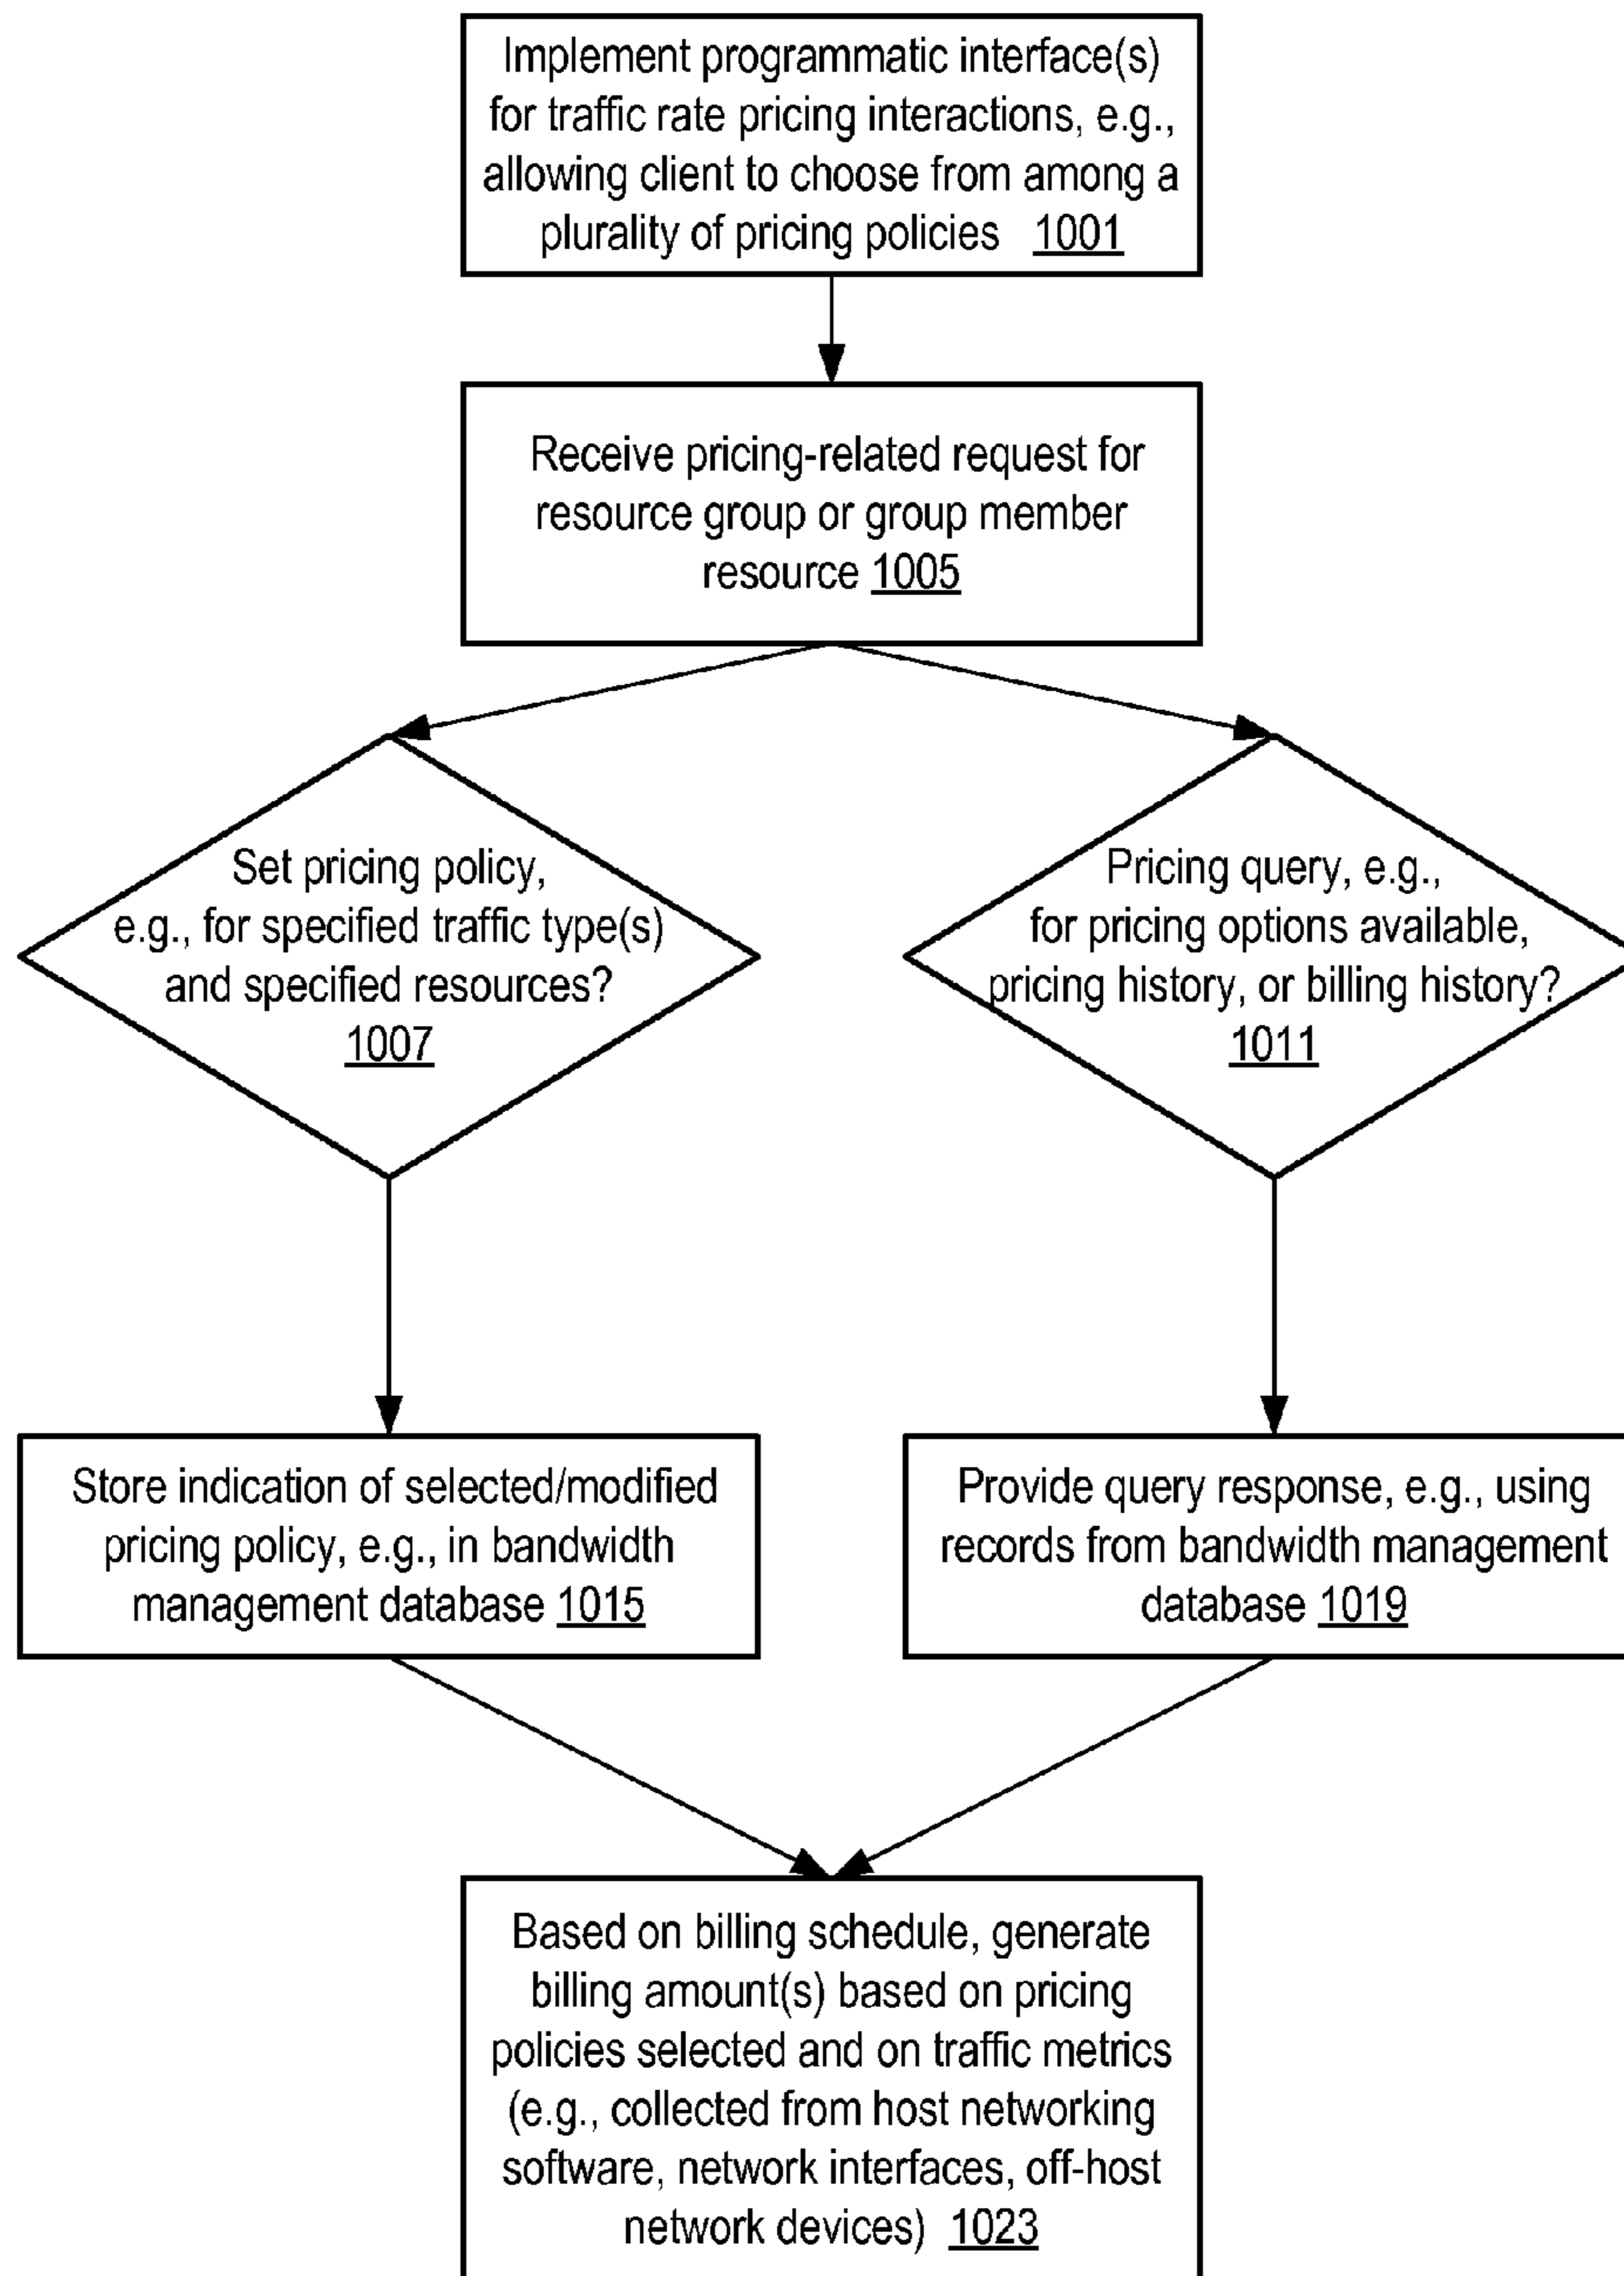 Implement programmatic interface(s)
for traffic rate pricing interactions, e.g.,
allowing client to choose from among a
plurality of pricing policies 1001
Receive pricing-related request for
resource group or group member
resource 1005
Set pricing policy,
e.g., for specified traffic type(s)
and specified resources?
1007
Pricing query, e.g.,
for pricing options available,
pricing history, or billing history?
1011
Store indication of selected/modified
pricing policy, e.g., in bandwidth
management database 1015
Provide query response, e.g., using
records from bandwidth management
database 1019
Based on billing schedule, generate
billing amount(s) based on pricing
policies selected and on traffic metrics
(e.g., collected from host networking
software, network interfaces, off-host
network devices) 1023